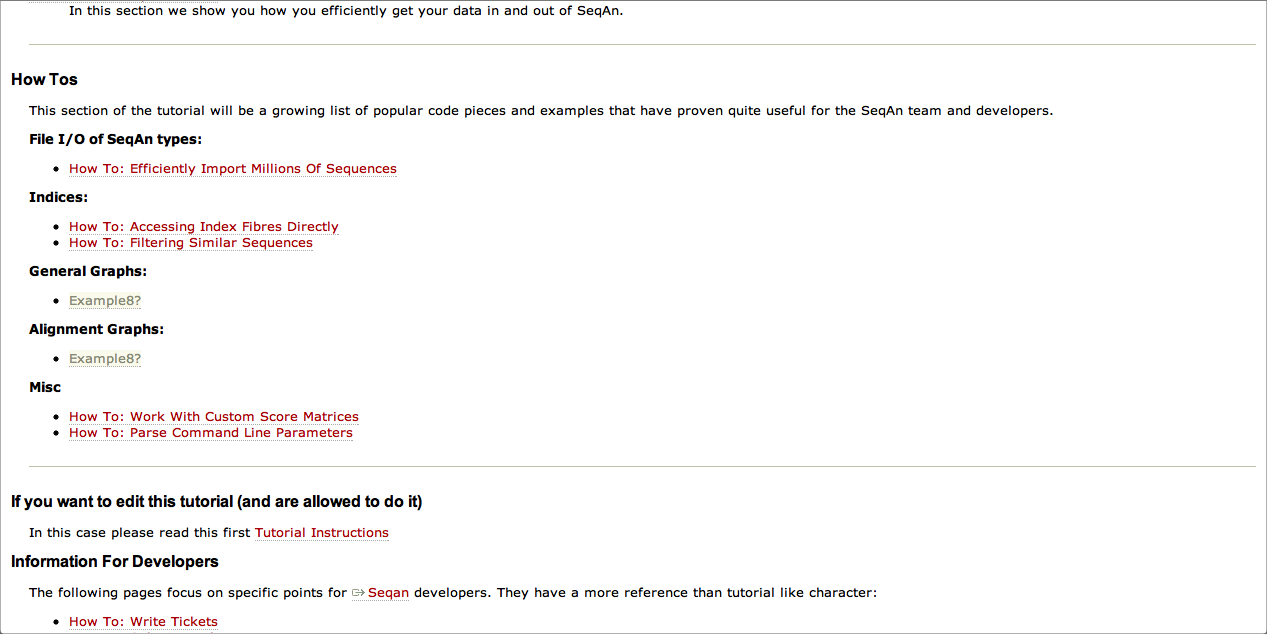 In this section we show you how you efficiently get your data in and out of SeqAn.
How Tos
This section of the tutorial will be a growing list of popular code pieces and examples that have proven quite useful for the SeqAn team and developers.
File I/O of SeqAn types:
How To: Efficiently Import Millions Of Sequences
Indices:
How To: Accessing Index Fibres Directly
How To: Filtering Similar Sequences
General Graphs:
Example8?
Alignment Graphs:
Example8?
Misc
How To: Work With Custom Score Matrices
How To: Parse Command Line Parameters
If you want to edit this tutorial (and are allowed to do it)
In this case please read this first Tutorial Instructions
Information For Developers
The following pages focus on specific points for Seqan developers. They have a more reference than tutorial like character:
How To: Write Tickets